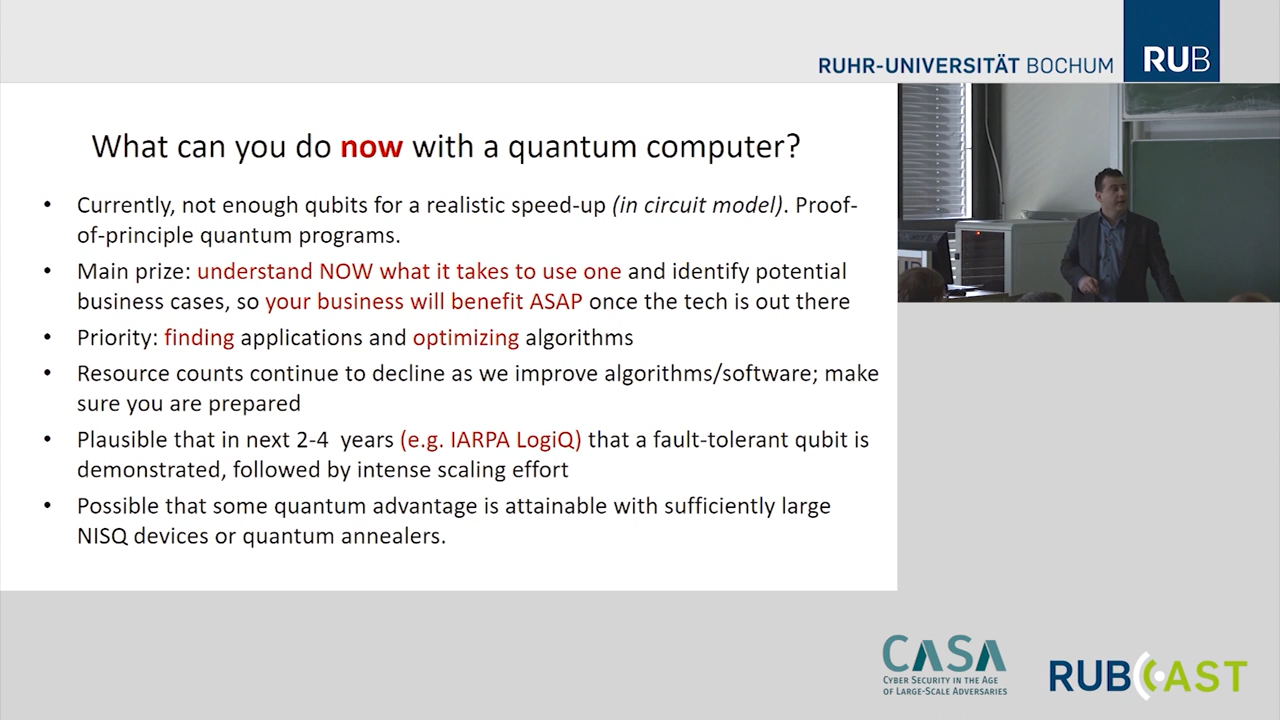 RUHR-UNIVERSITÄT BOCHUM
RUB
What can you do now with a quantum computer?
• Currently, not enough qubits for a realistic speed-up (in circuit model). Proof-
of-principle quantum programs.
• Main prize: understand NOW what it takes to use one and identify potential
business cases, so your business will benefit ASAP once the tech is out there
• Priority: finding applications and optimizing algorithms
• Resource counts continue to decline as we improve algorithms/software; make
sure you are prepared
• Plausible that in next 2-4 years (e.g. IARPA LogiQ) that a fault-tolerant qubit is
demonstrated, followed by intense scaling effort
• Possible that some quantum advantage is attainable with sufficiently large
NISQ devices or quantum annealers.
CASA
CYBER SECURITY IN THE AGE
OF LARGE-SCALE ADVERSARIES
RUBCAST